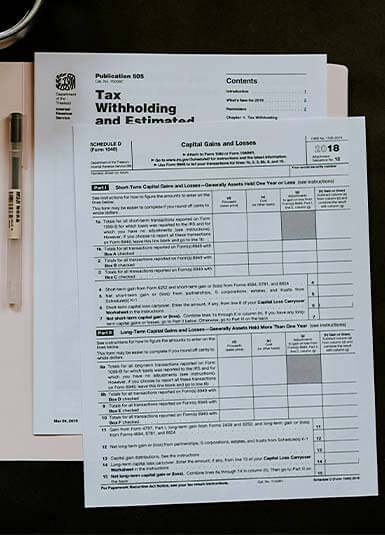 Publication 505
Cat. No. 15008E
Department
of the
Treasury
Internal
Revenue
Service
Tax
Withholding
and Estimated
Contents
Introduction
What's New for 2019
Reminders
Chapter 1. Tax Withholding
SCHEDULE D
(Form 1040)
Department of the Treasury
Internal Revenue Service (99)
Capital Gains and Losses
▶ Attach to Form 1040 or Form 1040NR.
▶ Go to www.irs.gov/ScheduleD for instructions and the latest information.
▶ Use Form 8949 to list your transactions for lines 1b, 2, 3, 8b, 9, and 10.
OMB No. 1545-0074
2018
Attachment
Sequence No. 12
Part I Short-Term Capital Gains and Losses—Generally Assets Held One Year or Less (see instructions)
See instructions for how to figure the amounts to enter on the
lines below.
This form may be easier to complete if you round off cents to
whole dollars.
(d)
Proceeds
(sales price)
(e)
Cost
(or other basis)
(g)
Adjustments
to gain or loss from
Form(s) 8949, Part I,
line 2, column (g)
(h) Gain or (loss)
Subtract column (e)
from column (d) and
combine the result
with column (g)
1a Totals for all short-term transactions reported on Form
1099-B for which basis was reported to the IRS and for
which you have no adjustments (see instructions).
However, if you choose to report all these transactions
on Form 8949, leave this line blank and go to line 1b
1b Totals for all transactions reported on Form(s) 8949 with
Box A checked
2 Totals for all transactions reported on Form(s) 8949 with
Box B checked
3 Totals for all transactions reported on Form(s) 8949 with
Box C checked
4 Short-term gain from Form 6252 and short-term gain or (loss) from Forms 4684, 6781, and 8824 4
5 Net short-term gain or (loss) from partnerships, S corporations, estates, and trusts from
Schedule(s) K-1 5
6 Short-term capital loss carryover. Enter the amount, if any, from line 8 of your Capital Loss Carryover
Worksheet in the instructions 6
7 Net short-term capital gain or (loss). Combine lines 1a through 6 in column (h). If you have any long-
term capital gains or losses, go to Part II below. Otherwise, go to Part III on the back 7
Part II Long-Term Capital Gains and Losses—Generally Assets Held More Than One Year (see instructions)
See instructions for how to figure the amounts to enter on the
lines below.
This form may be easier to complete if you round off cents to
whole dollars.
(d)
Proceeds
(sales price)
(e)
Cost
(or other basis)
(g)
Adjustments
to gain or loss from
Form(s) 8949, Part II,
line 2, column (g)
(h) Gain or (loss)
Subtract column (e)
from column (d) and
combine the result
with column (g)
8a Totals for all long-term transactions reported on Form
1099-B for which basis was reported to the IRS and for
which you have no adjustments (see instructions).
However, if you choose to report all these transactions
on Form 8949, leave this line blank and go to line 8b
8b Totals for all transactions reported on Form(s) 8949 with
Box D checked
9 Totals for all transactions reported on Form(s) 8949 with
Box E checked
10 Totals for all transactions reported on Form(s) 8949 with
Box F checked
11 Gain from Form 4797, Part I; long-term gain from Forms 2439 and 6252; and long-term gain or (loss)
from Forms 4684, 6781, and 8824 11
12 Net long-term gain or (loss) from partnerships, S corporations, estates, and trusts from Schedule(s) K-1 12
13 Capital gain distributions. See the instructions 13
14 Long-term capital loss carryover. Enter the amount, if any, from line 13 of your Capital Loss Carryover
Worksheet in the instructions 14
15 Net long-term capital gain or (loss). Combine lines 8a through 14 in column (h). Then go to Part III on
the back 15
For Paperwork Reduction Act Notice, see your tax return instructions.
Schedule D (Form 1040) 2018
Mar 04, 2019